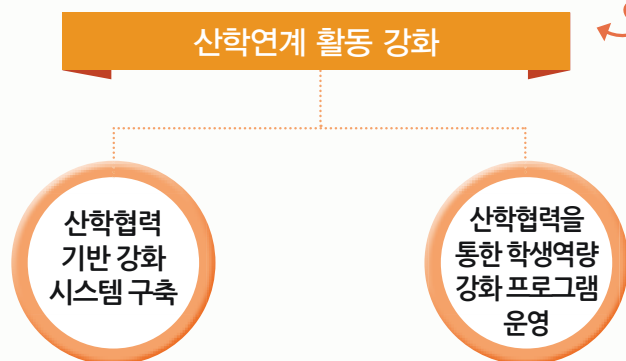 산학연계 활동 강화
산학협력
기반 강화
시스템 구축
산학협력을
통한 학생역량
강화 프로그램
운영